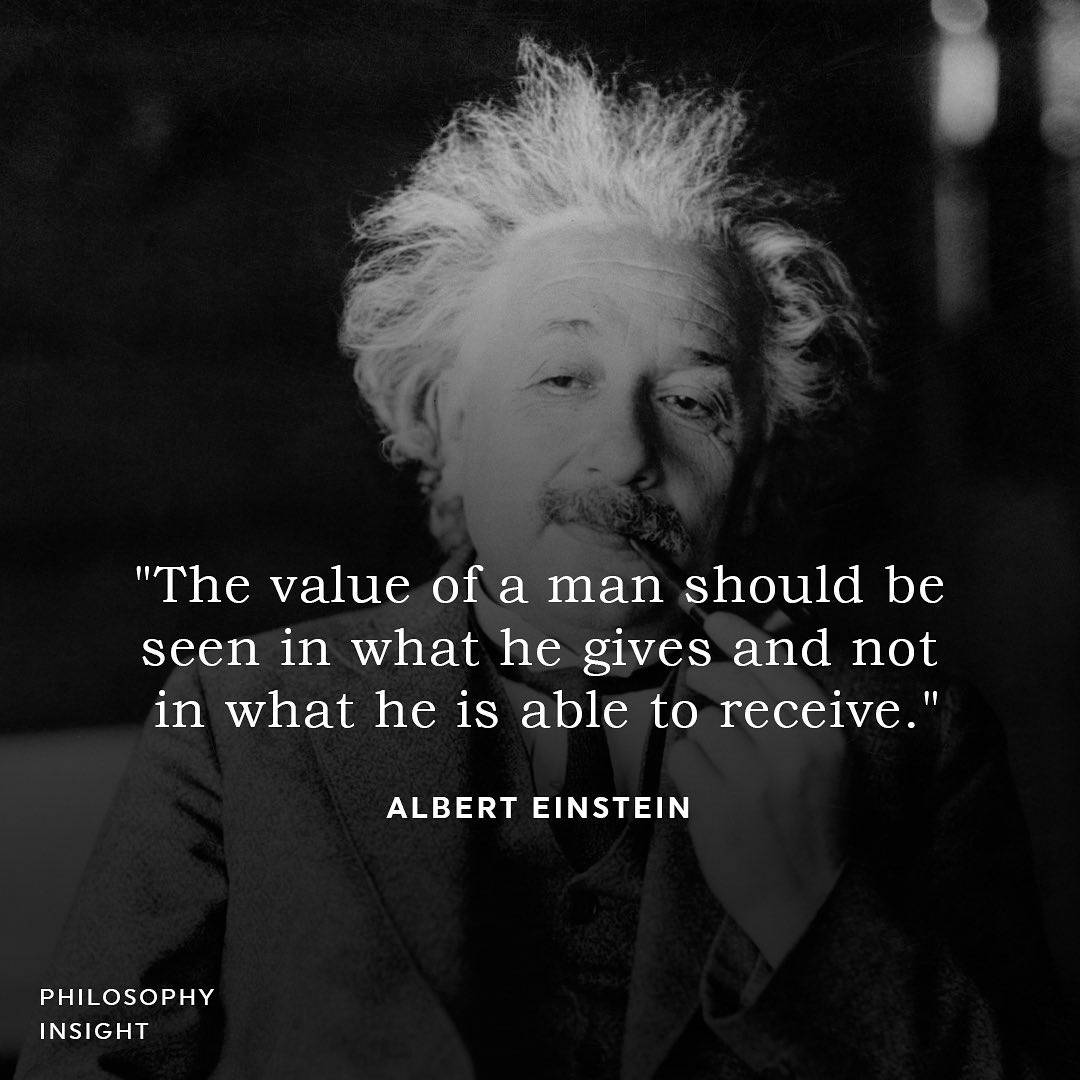 "The value of a man should be
seen in what he gives and not
in what he is able to receive."
ALBERT EINSTEIN
PHILOSOPHY
INSIGHT